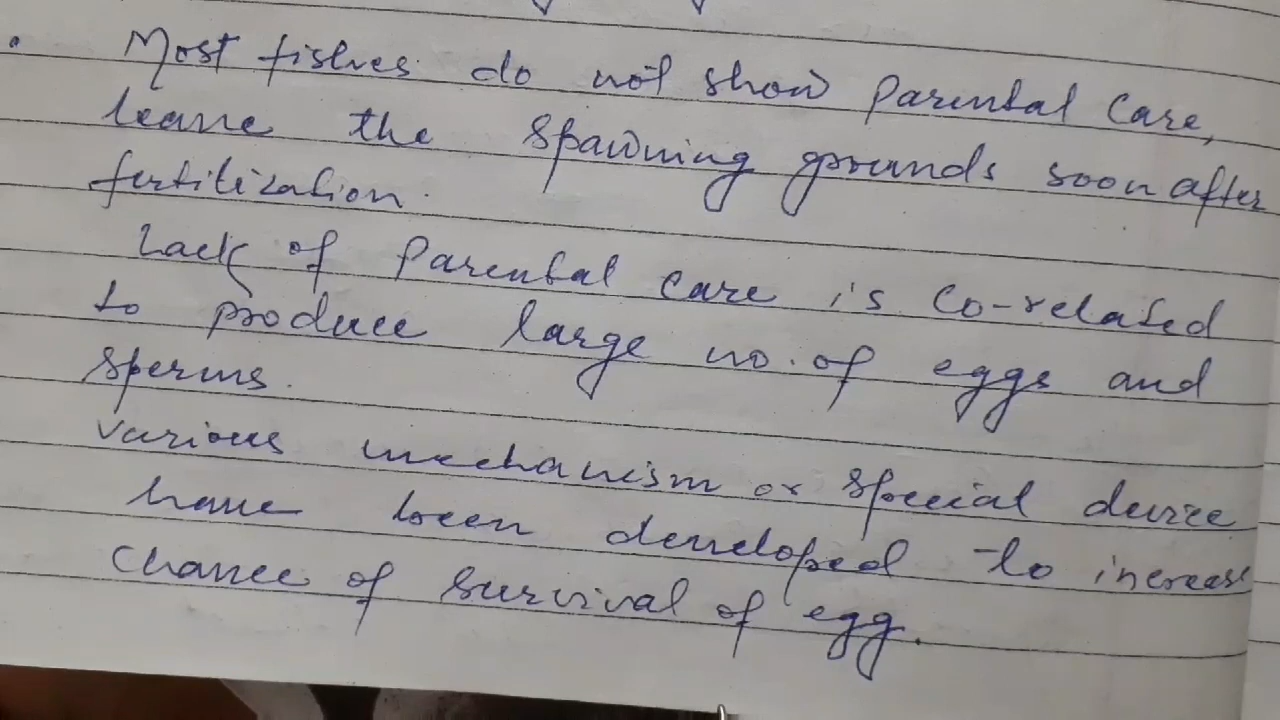 • Most fishes do not show Parental Care,
leave the spawning grounds soon after
fertilization.
Lack of Parental care is co-related
to produce large no. of eggs and
sperms.
various mechanism or special device
have been developed to increase
chance of survival of egg.